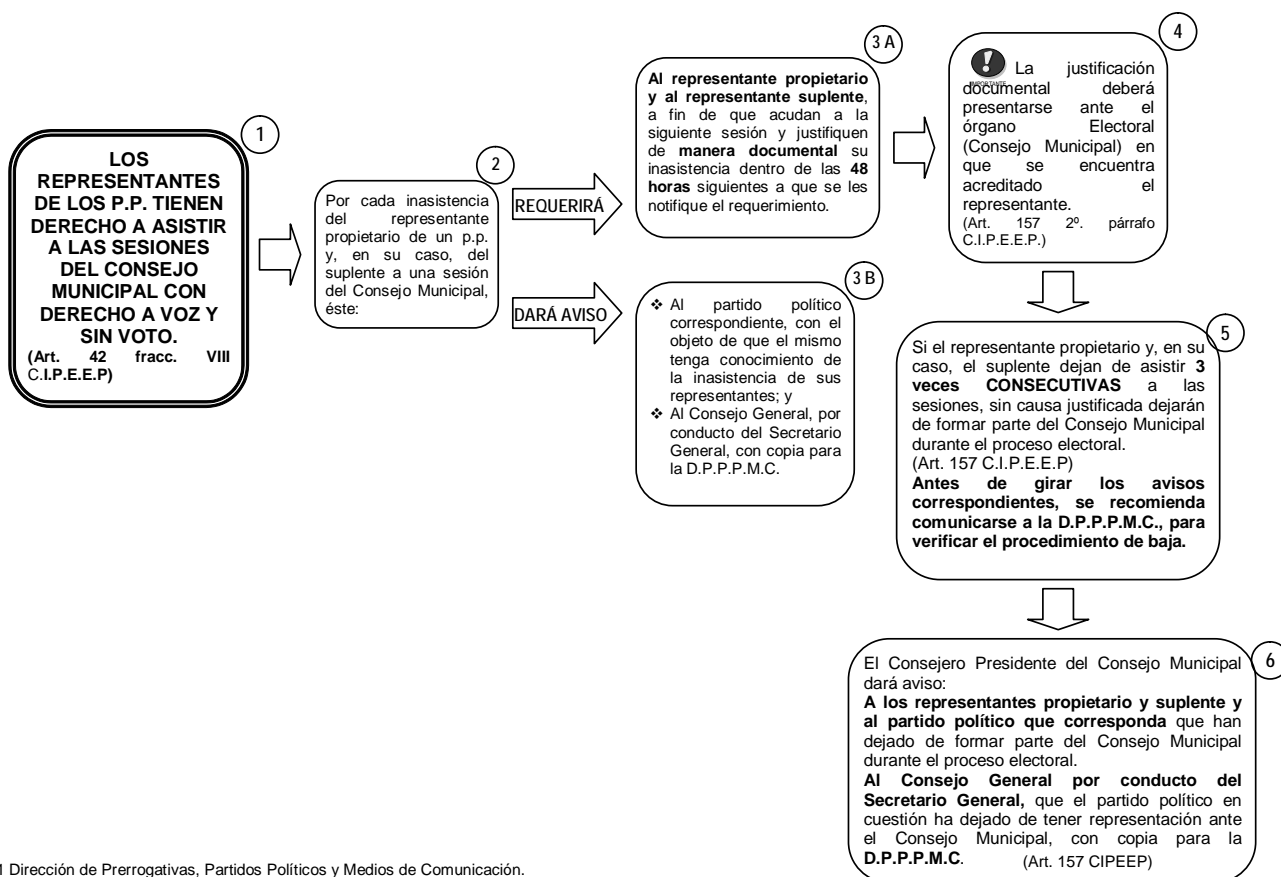 1
LOS
REPRESENTANTES
DE LOS P.P. TIENEN
DERECHO A ASISTIR
A LAS SESIONES
DEL CONSEJO
MUNICIPAL CON
DERECHO A VOZ Y
SIN VOTO.
(Art. 42 fracc. VIII
C.I.P.E.E.P)
2
Por cada inasistencia
del representante
propietario de un p.p.
y, en su caso, del
suplente a una sesión
del Consejo Municipal,
éste:
REQUERIRÁ
3 A
Al representante propietario
y al representante suplente,
a fin de que acudan a la
siguiente sesión y justifiquen
de manera documental su
inasistencia dentro de las 48
horas siguientes a que se les
notifique el requerimiento.
DARÁ AVISO
3 B
❖ Al partido político
correspondiente, con el
objeto de que el mismo
tenga conocimiento de
la inasistencia de sus
representantes; y
❖ Al Consejo General, por
conducto del Secretario
General, con copia para
la D.P.P.P.M.C.
4
! La justificación
IMPORTANTE
documental deberá
presentarse ante el
órgano Electoral
(Consejo Municipal) en
que se encuentra
acreditado el
representante.
(Art. 157 2º. párrafo
C.I.P.E.E.P.)
5
Si el representante propietario y, en su
caso, el suplente dejan de asistir 3
veces CONSECUTIVAS a las
sesiones, sin causa justificada dejarán
de formar parte del Consejo Municipal
durante el proceso electoral.
(Art. 157 C.I.P.E.E.P)
Antes de girar los avisos
correspondientes, se recomienda
comunicarse a la D.P.P.P.M.C., para
verificar el procedimiento de baja.
6
El Consejero Presidente del Consejo Municipal
dará aviso:
A los representantes propietario y suplente y
al partido político que corresponda que han
dejado de formar parte del Consejo Municipal
durante el proceso electoral.
Al Consejo General por conducto del
Secretario General, que el partido político en
cuestión ha dejado de tener representación ante
el Consejo Municipal, con copia para la
D.P.P.P.M.C. (Art. 157 CIPEEP)
Dirección de Prerrogativas, Partidos Políticos y Medios de Comunicación.